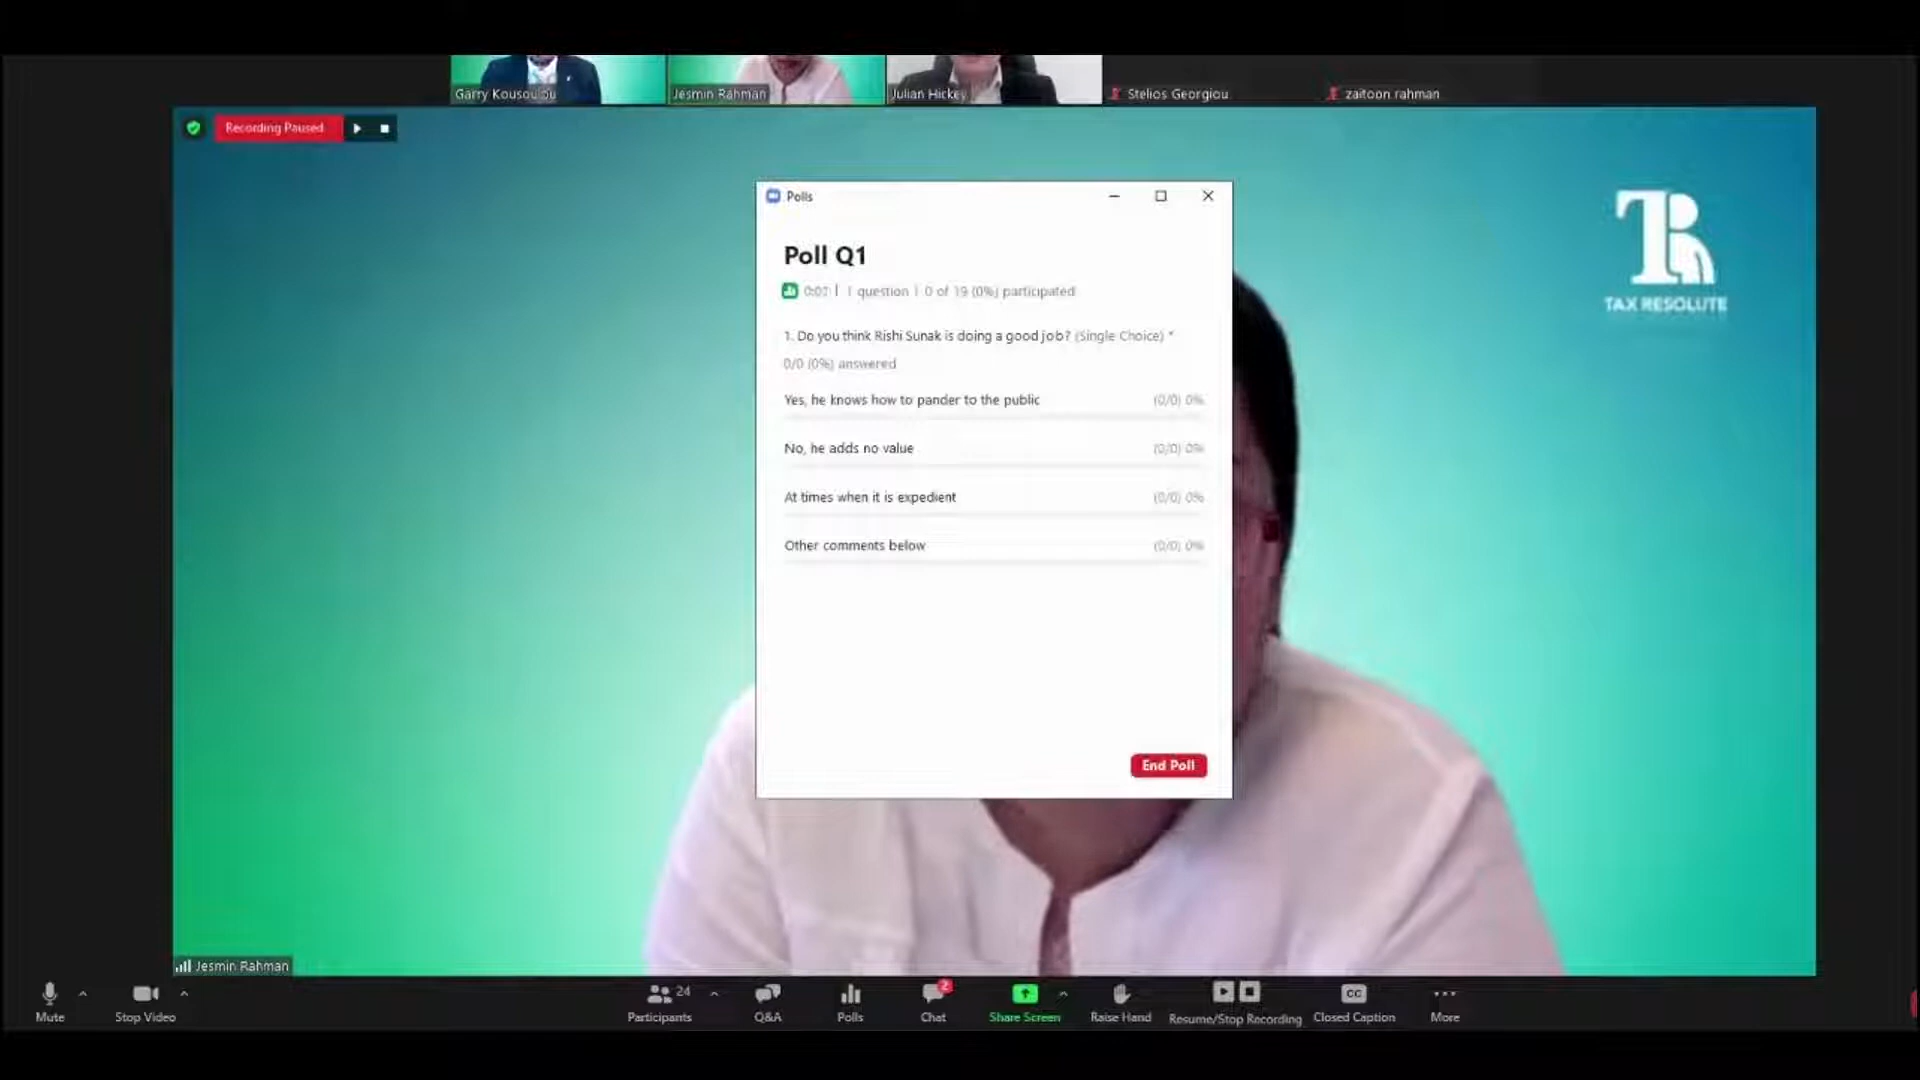 Garry Kousoulou
Jesmin Rahman
Julian Hickey
Stelios Georgiou
zaitoon rahman
Recording Paused
TR
TAX RESOLUTE
Polls
Poll Q1
1 question | 0 of 19 (0%) participated
1. Do you think Rishi Sunak is doing a good job? (Single Choice) *
0/0 (0%) answered
Yes, he knows how to pander to the public (0/0) 0%
No, he adds no value (0/0) 0%
At times when it is expedient (0/0) 0%
Other comments below (0/0) 0%
End Poll
Jesmin Rahman
24
2
CC
Mute
Stop Video
Participants
Q&A
Polls
Chat
Share Screen
Raise Hand
Resume/Stop Recording
Closed Caption
More